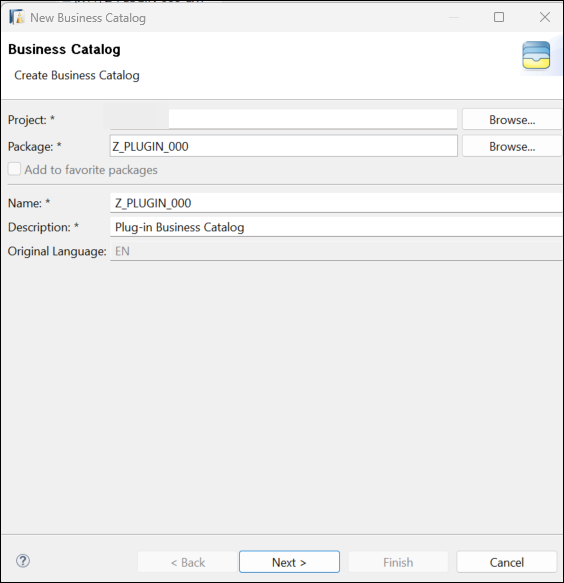 New Business Catalog
Business Catalog
Create Business Catalog
Project: *
Browse...
Package: *
Z_PLUGIN_000
Browse...
Add to favorite packages
Name: *
Z_PLUGIN_000
Description: *
Plug-in Business Catalog
Original Language:
EN
?
< Back
Next >
Finish
Cancel